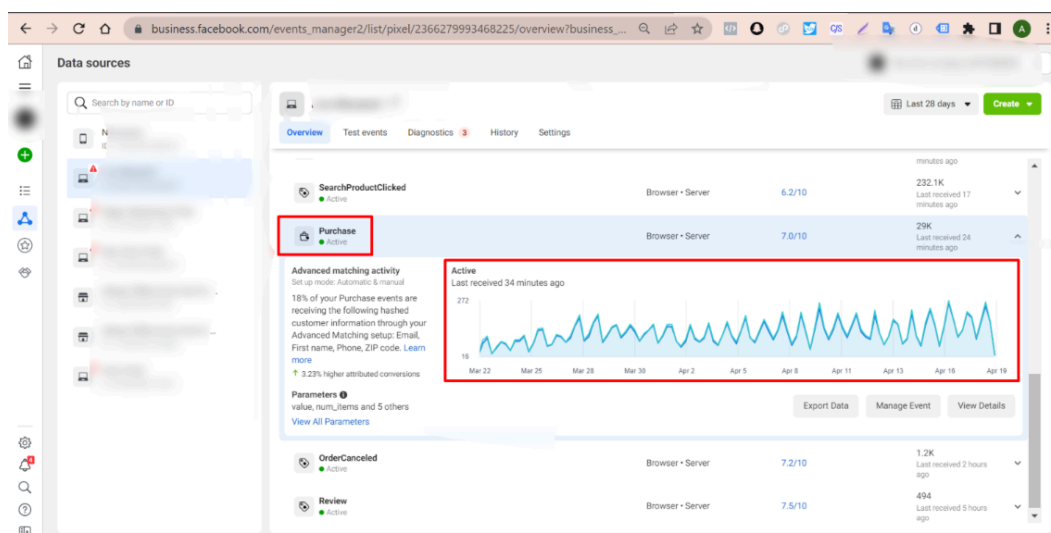 business.facebook.com/events_manager2/list/pixel/2366279993468225/overview?business_...
Data sources
Search by name or ID
Last 28 days
Create
Overview Test events Diagnostics 3 History Settings
minutes ago
SearchProductClicked
Active
Browser • Server
6.2/10
232.1K
Last received 17
minutes ago
Purchase
Active
Browser • Server
7.0/10
29K
Last received 24
minutes ago
Advanced matching activity
Set up mode: Automatic & manual
18% of your Purchase events are
receiving the following hashed
customer information through your
Advanced Matching setup: Email,
First name, Phone, ZIP code. Learn
more
↑ 3.23% higher attributed conversions
Parameters
value, num_items and 5 others
View All Parameters
Active
Last received 34 minutes ago
272
16
Mar 22 Mar 25 Mar 28 Mar 30 Apr 2 Apr 5 Apr 8 Apr 11 Apr 13 Apr 16 Apr 19
Export Data Manage Event View Details
OrderCanceled
Active
Browser • Server
7.2/10
1.2K
Last received 2 hours
ago
Review
Active
Browser • Server
7.5/10
494
Last received 5 hours
ago